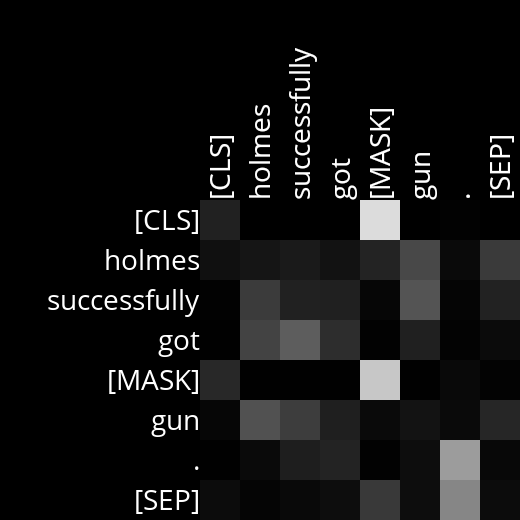 [CLS] holmes successfully got [MASK] gun . [SEP]
[CLS]
holmes
successfully
got
[MASK]
gun
.
[SEP]